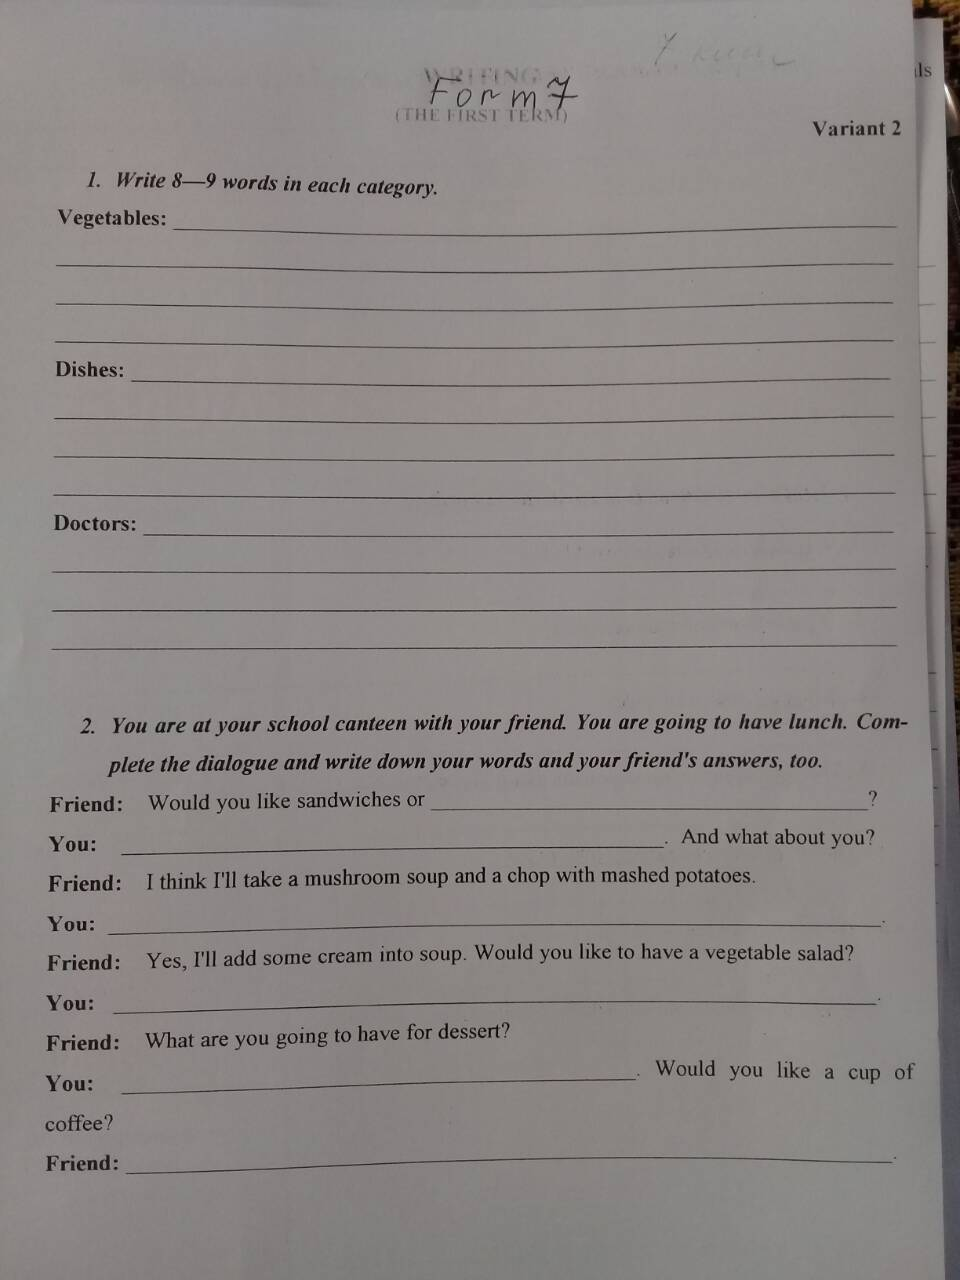 WRITING
Form 7
(THE FIRST TERM)
ls
Variant 2
1. Write 8—9 words in each category.
Vegetables:
Dishes:
Doctors:
2. You are at your school canteen with your friend. You are going to have lunch. Com-
plete the dialogue and write down your words and your friend's answers, too.
Friend: Would you like sandwiches or ?
You: . And what about you?
Friend: I think I'll take a mushroom soup and a chop with mashed potatoes.
You: .
Friend: Yes, I'll add some cream into soup. Would you like to have a vegetable salad?
You: .
Friend: What are you going to have for dessert?
You: . Would you like a cup of
coffee?
Friend: .